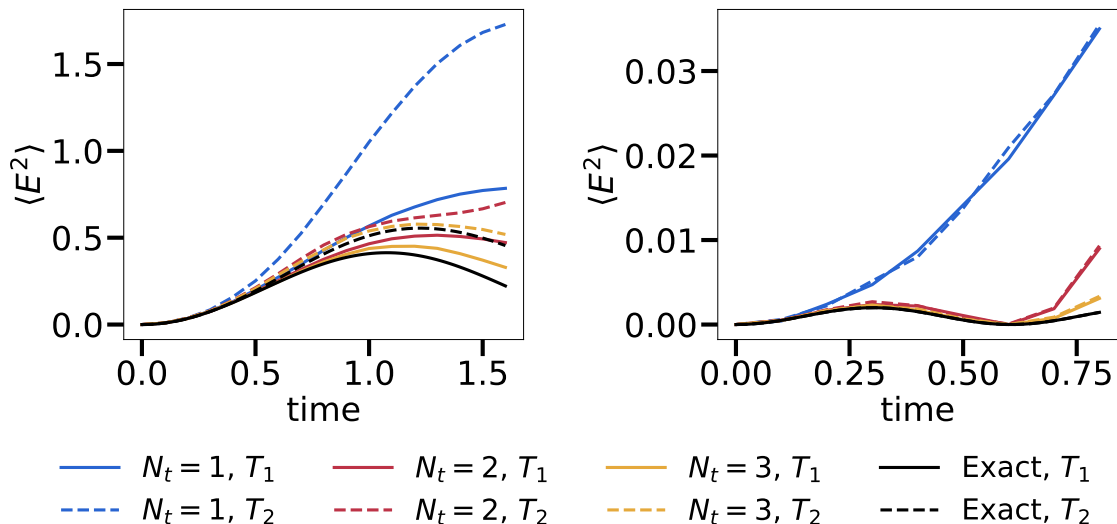 1.5
1.0
0.5
0.0
⟨E²⟩
0.0 0.5 1.0 1.5
time
0.03
0.02
0.01
0.00
⟨E²⟩
0.00 0.25 0.50 0.75
time
N_t = 1, T_1 N_t = 2, T_1 N_t = 3, T_1 Exact, T_1
N_t = 1, T_2 N_t = 2, T_2 N_t = 3, T_2 Exact, T_2